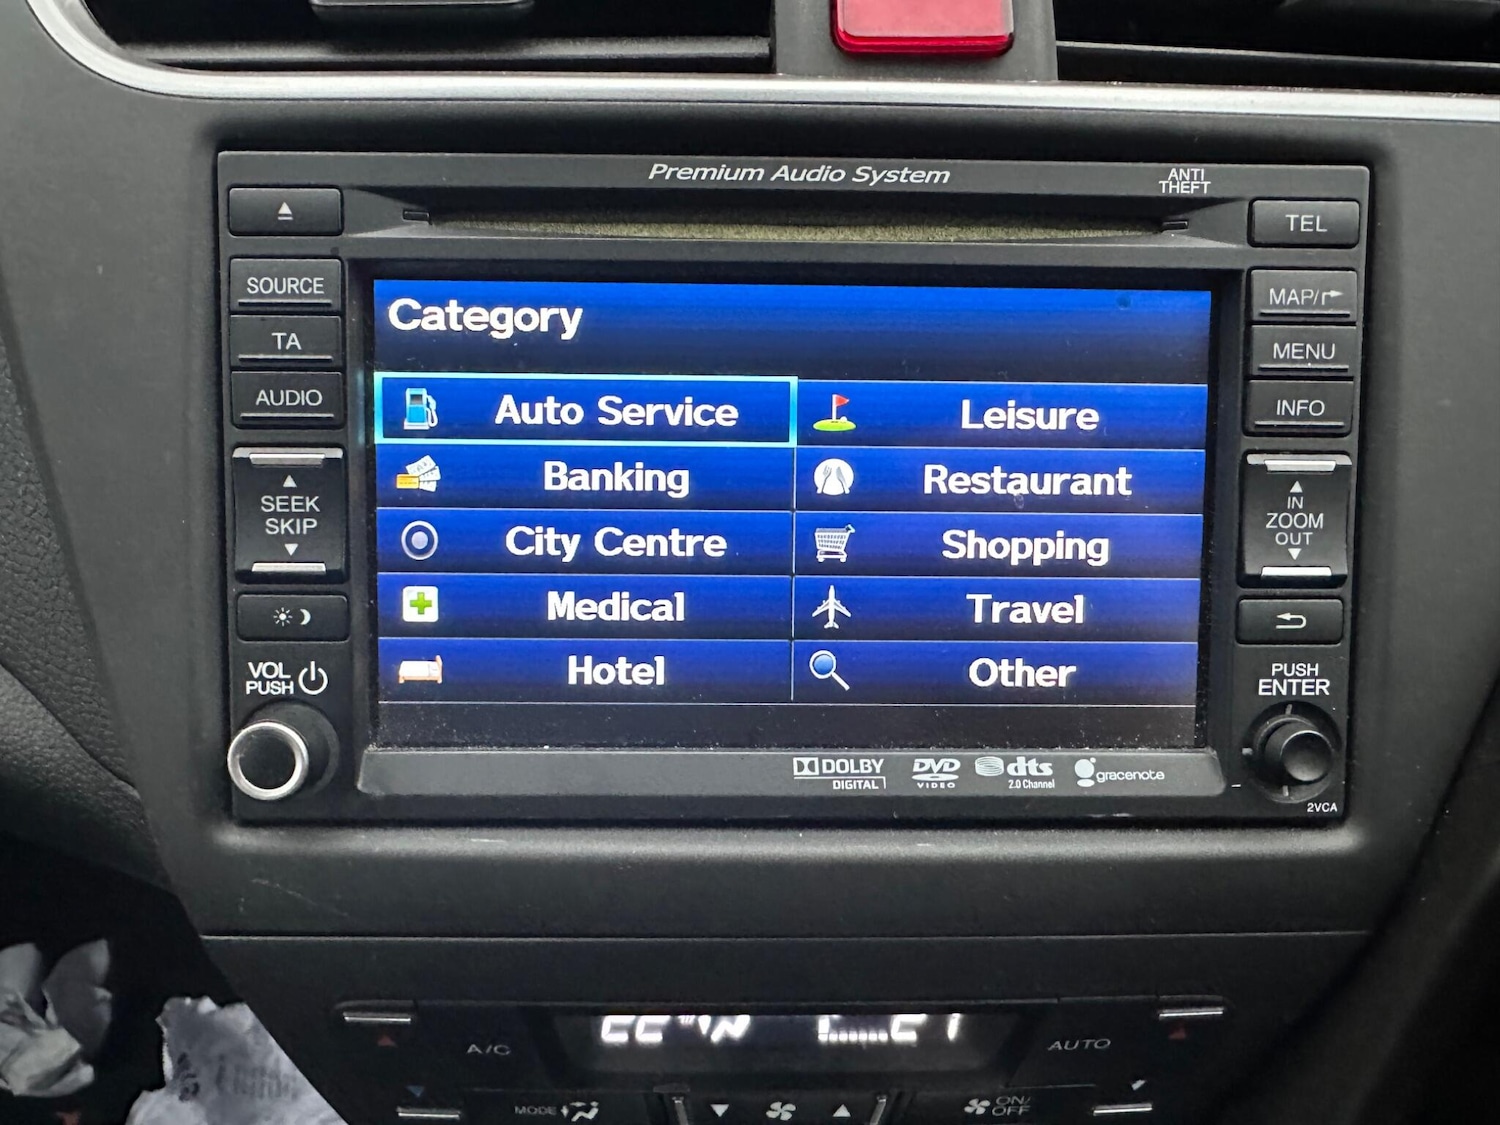 Premium Audio System
ANTI
THEFT
TEL
SOURCE
MAP/
TA
MENU
AUDIO
INFO
SEEK
SKIP
IN
ZOOM
OUT
VOL
PUSH
PUSH
ENTER
Category
Auto Service
Leisure
Banking
Restaurant
City Centre
Shopping
Medical
Travel
Hotel
Other
DOLBY
DIGITAL
DVD
VIDEO
dts
2.0 Channel
gracenote
2VCA
A/C
AUTO
MODE
ON/
OFF